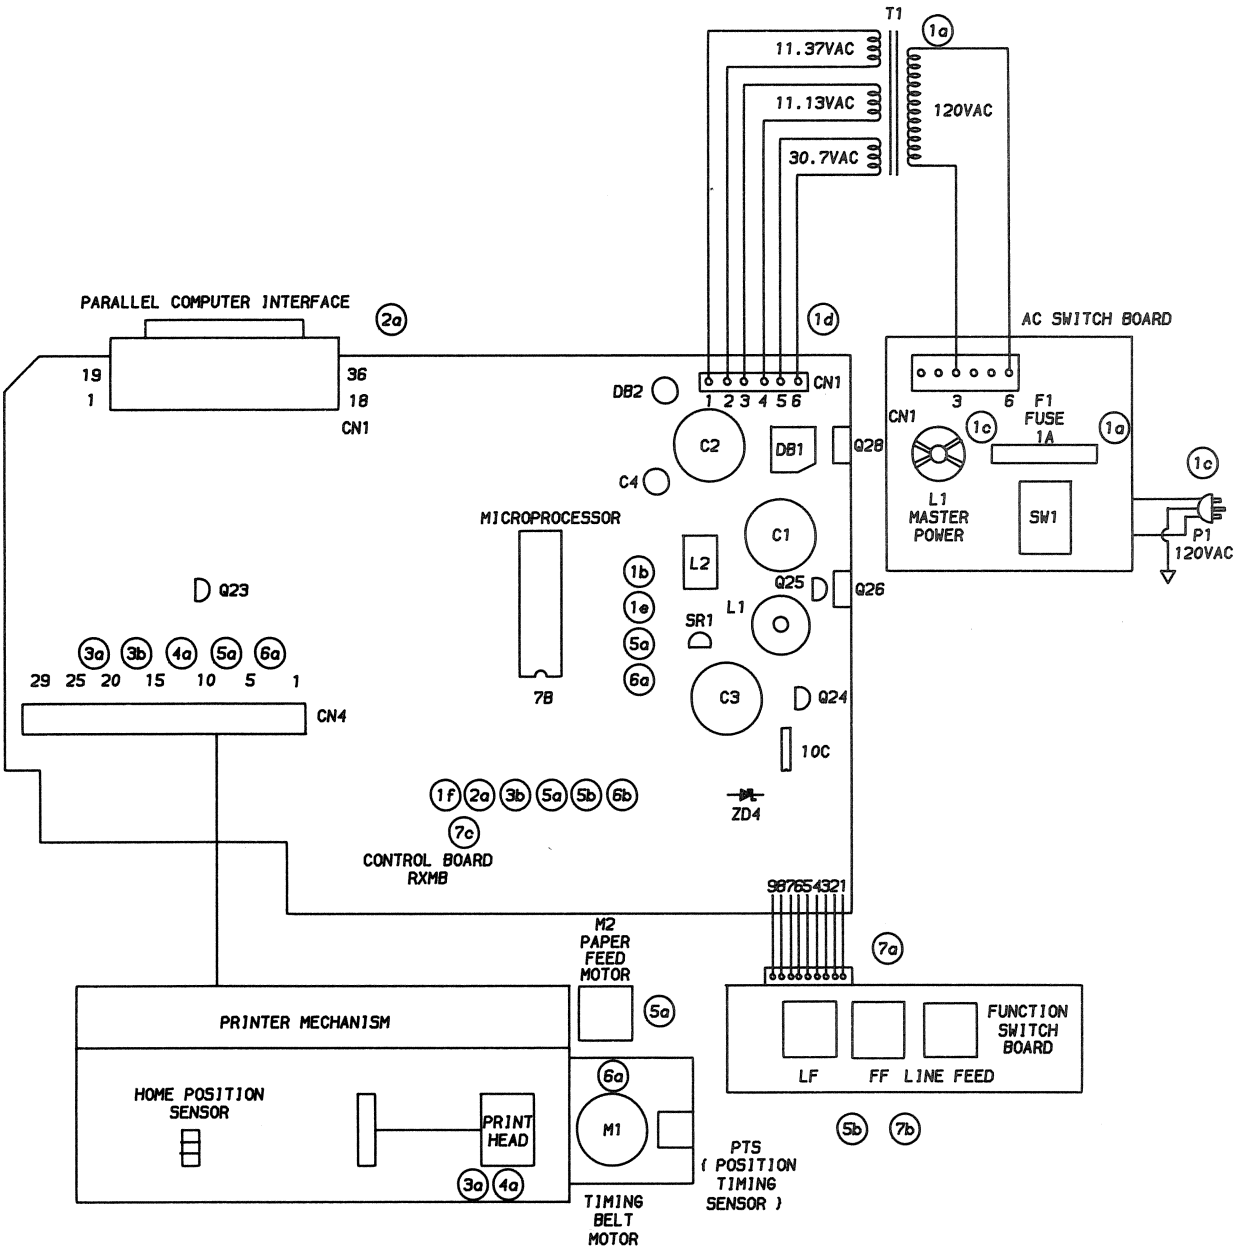 T1
1a
11.37VAC
11.13VAC
120VAC
30.7VAC
PARALLEL COMPUTER INTERFACE
2a
1d
AC SWITCH BOARD
19
36
1
18
CN1
DB2
CN1
1 2 3 4 5 6
3 6
CN1
F1
FUSE
1A
1c
1a
1c
C2
DB1
Q28
C4
L1
MASTER
POWER
SW1
P1
120VAC
MICROPROCESSOR
C1
L2
1b
Q25
Q26
Q23
1e
L1
SR1
5a
3a 3b 4a 5a 6a
29 25 20 15 10 5 1
6a
7B
C3
Q24
CN4
10C
1f 2a 3b 5a 5b 6b
ZD4
7c
CONTROL BOARD
RXMB
987654321
M2
PAPER
FEED
MOTOR
7a
5a
PRINTER MECHANISM
FUNCTION
SWITCH
BOARD
LF FF LINE FEED
6a
HOME POSITION
SENSOR
PRINT
HEAD
M1
5b 7b
3a 4a
PTS
( POSITION
TIMING
SENSOR )
TIMING
BELT
MOTOR